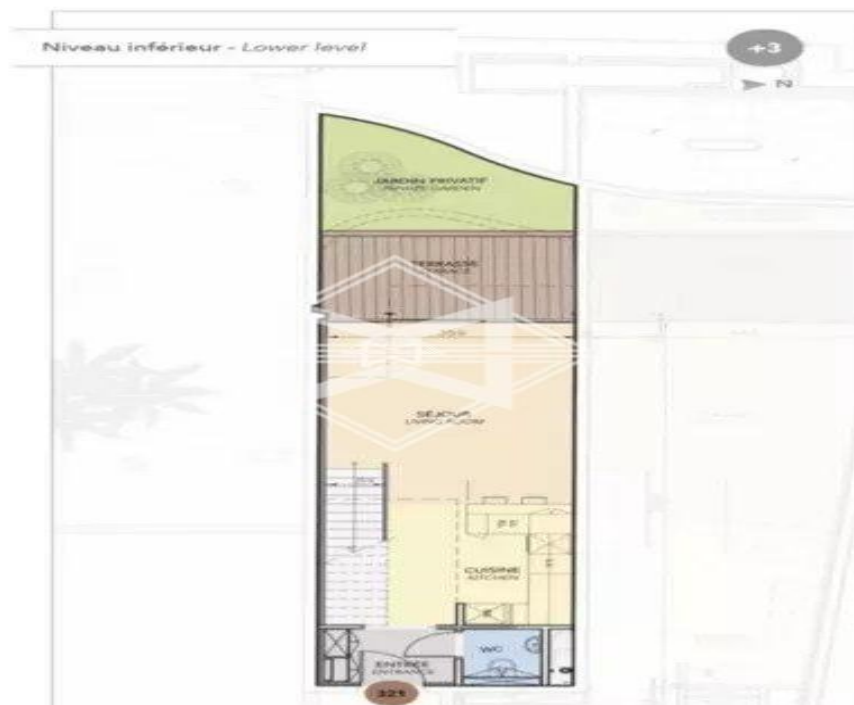 Niveau inférieur - Lower level
+3
N
JARDIN PRIVATIF
PRIVATE GARDEN
TERRASSE
TERRACE
SÉJOUR
LIVING ROOM
CUISINE
KITCHEN
WC
ENTRÉE
ENTRANCE
321